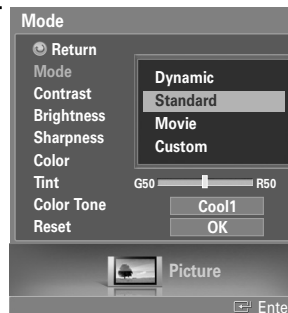 Mode
Return
Mode
Contrast
Brightness
Sharpness
Color
Tint
Color Tone
Reset
Dynamic
Standard
Movie
Custom
G50 R50
Cool1
OK
Picture
Ente